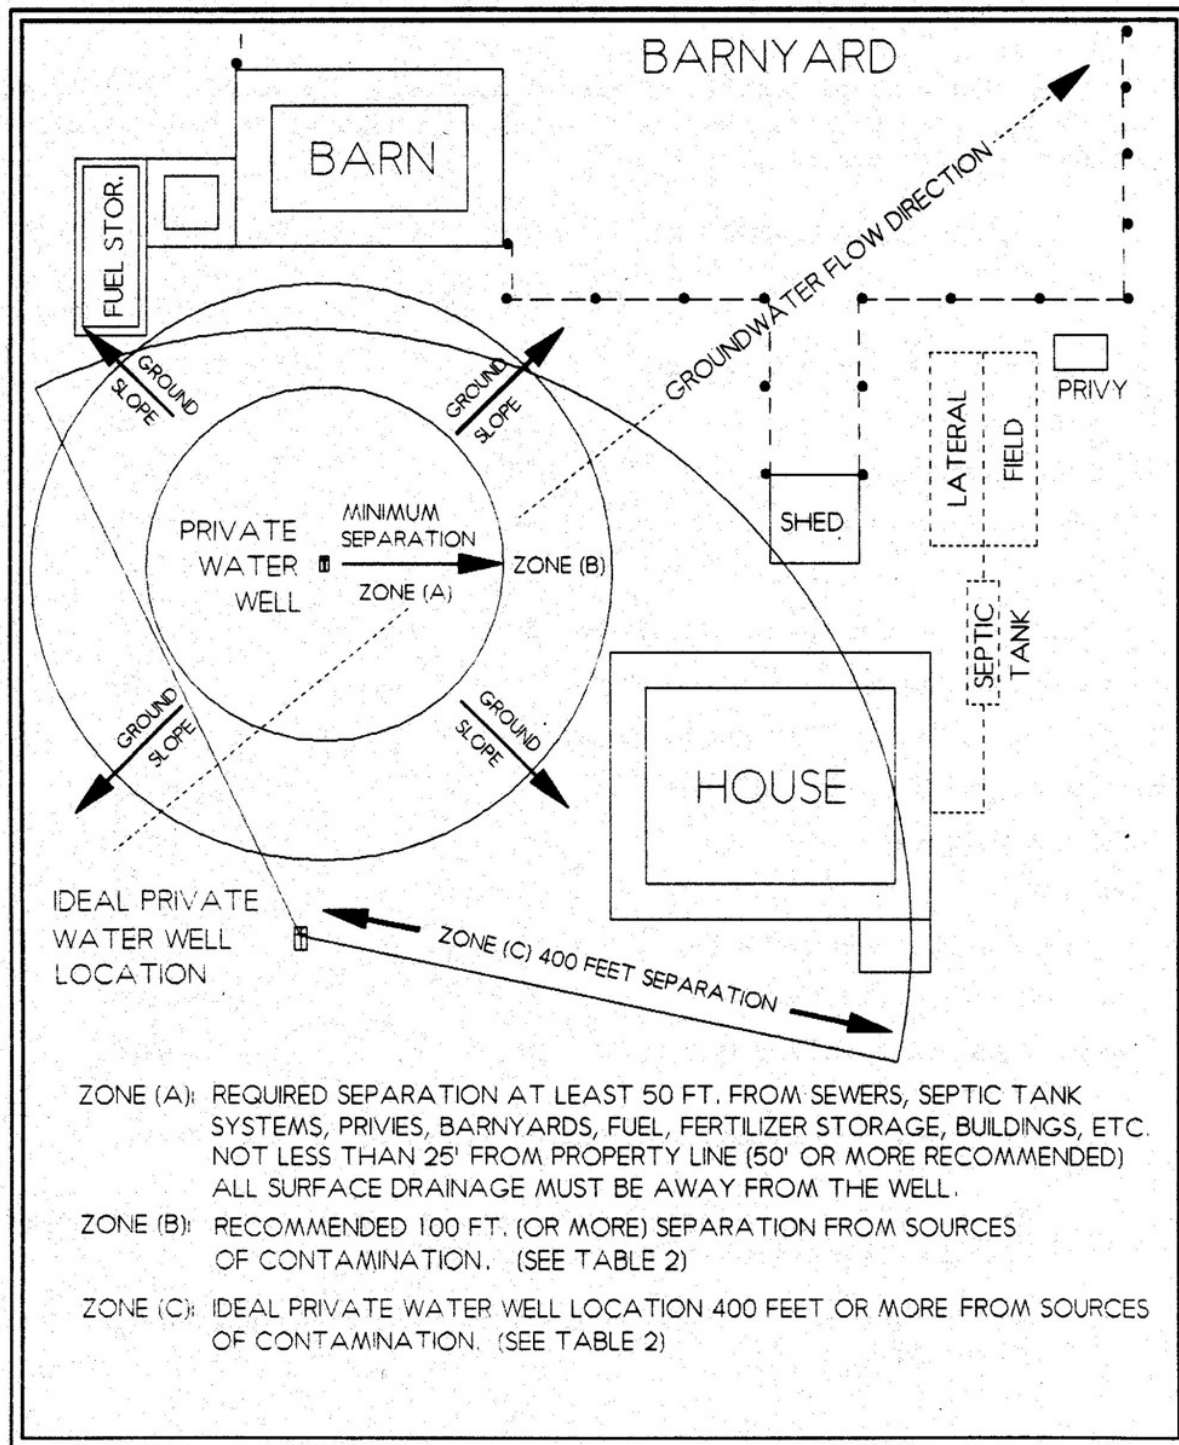 BARNYARD
BARN
FUEL STOR.
GROUNDWATER FLOW DIRECTION
GROUND
SLOPE
GROUND
SLOPE
PRIVY
LATERAL
FIELD
SHED
PRIVATE
WATER
WELL
MINIMUM
SEPARATION
ZONE (A)
ZONE (B)
SEPTIC
TANK
GROUND
SLOPE
GROUND
SLOPE
HOUSE
IDEAL PRIVATE
WATER WELL
LOCATION
ZONE (C) 400 FEET SEPARATION
ZONE (A): REQUIRED SEPARATION AT LEAST 50 FT. FROM SEWERS, SEPTIC TANK
SYSTEMS, PRIVIES, BARNYARDS, FUEL, FERTILIZER STORAGE, BUILDINGS, ETC.
NOT LESS THAN 25' FROM PROPERTY LINE (50' OR MORE RECOMMENDED)
ALL SURFACE DRAINAGE MUST BE AWAY FROM THE WELL.
ZONE (B): RECOMMENDED 100 FT. (OR MORE) SEPARATION FROM SOURCES
OF CONTAMINATION. (SEE TABLE 2)
ZONE (C): IDEAL PRIVATE WATER WELL LOCATION 400 FEET OR MORE FROM SOURCES
OF CONTAMINATION. (SEE TABLE 2)